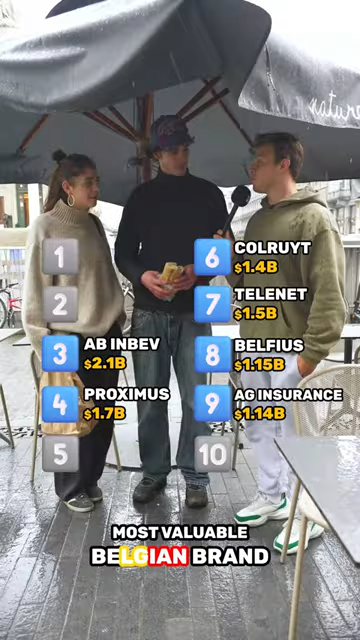 nature
1
2
3 AB INBEV
$2.1B
4 PROXIMUS
$1.7B
5
6 COLRUYT
$1.4B
7 TELENET
$1.5B
8 BELFIUS
$1.15B
9 AG INSURANCE
$1.14B
10
MOST VALUABLE
BELGIAN BRAND